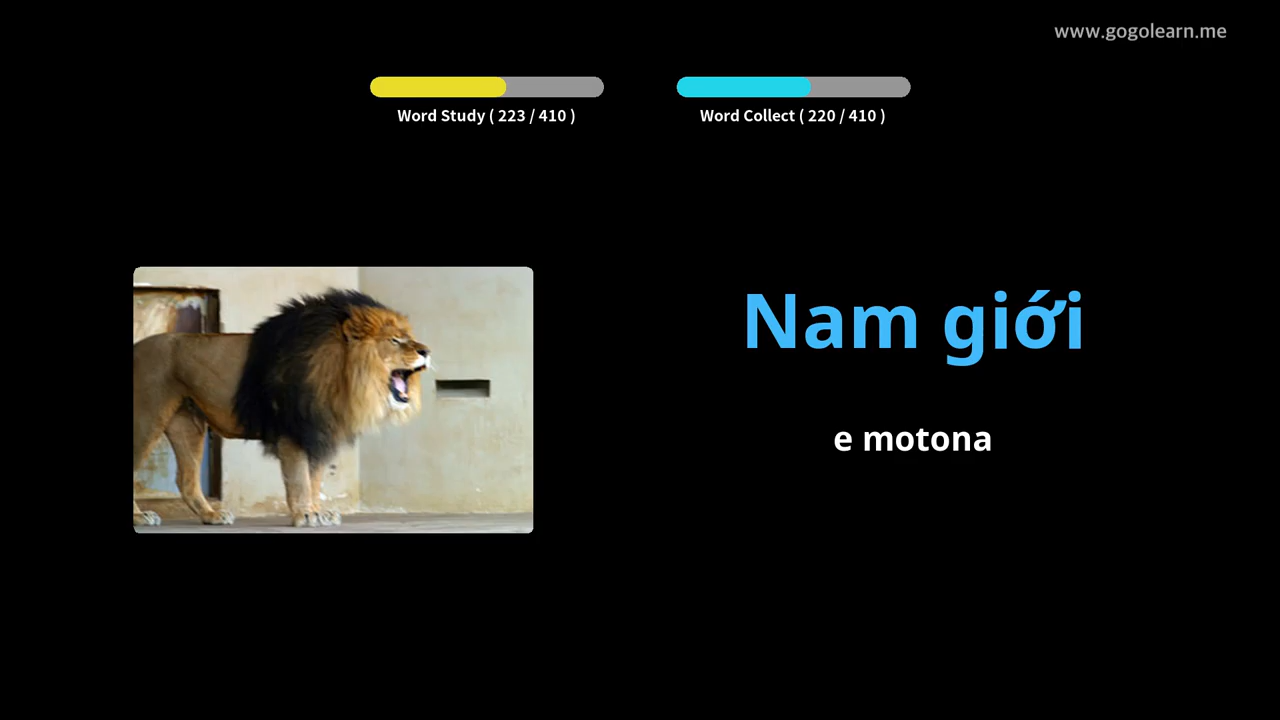 www.gogolearn.me
Word Study ( 223 / 410 )
Word Collect ( 220 / 410 )
Nam giới
e motona